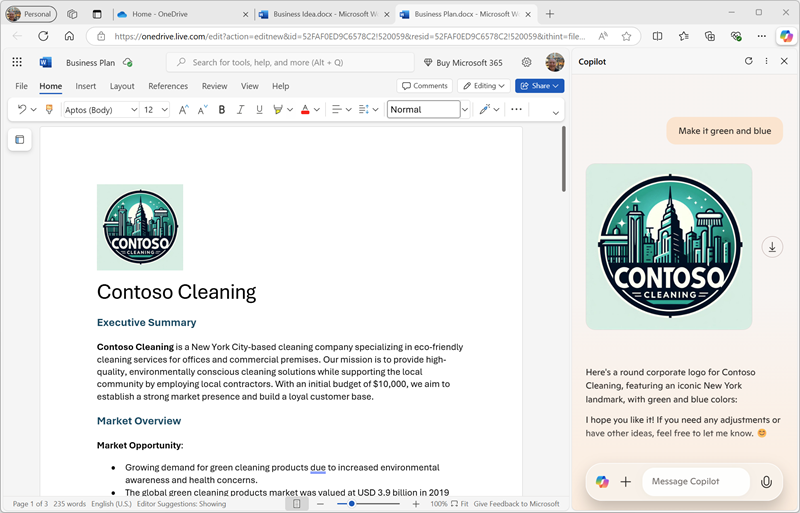 Personal
Home - OneDrive
Business Idea.docx - Microsoft W
Business Plan.docx - Microsoft W
https://onedrive.live.com/edit?action=editnew&id=52FAF0ED9C6578C2!520059&resid=52FAF0ED9C6578C2!520059&ithint=file...
Copilot
Business Plan
Search for tools, help, and more (Alt + Q)
Buy Microsoft 365
File Home Insert Layout References Review View Help
Comments
Editing
Share
Aptos (Body)
12
B I U
A
Normal
CONTOSO
CLEANING
Contoso Cleaning
Executive Summary
Contoso Cleaning is a New York City-based cleaning company specializing in eco-friendly
cleaning services for offices and commercial premises. Our mission is to provide high-
quality, environmentally conscious cleaning solutions while supporting the local
community by employing local contractors. With an initial budget of $10,000, we aim to
establish a strong market presence and build a loyal customer base.
Market Overview
Market Opportunity:
• Growing demand for green cleaning products due to increased environmental
awareness and health concerns.
• The global green cleaning products market was valued at USD 3.9 billion in 2019
Page 1 of 3 235 words English (U.S.) Editor Suggestions: Showing
100% Fit Give Feedback to Microsoft
Make it green and blue
CONTOSO
CLEANING
Here's a round corporate logo for Contoso
Cleaning, featuring an iconic New York
landmark, with green and blue colors:
I hope you like it! If you need any adjustments or
have other ideas, feel free to let me know. 😊
Message Copilot